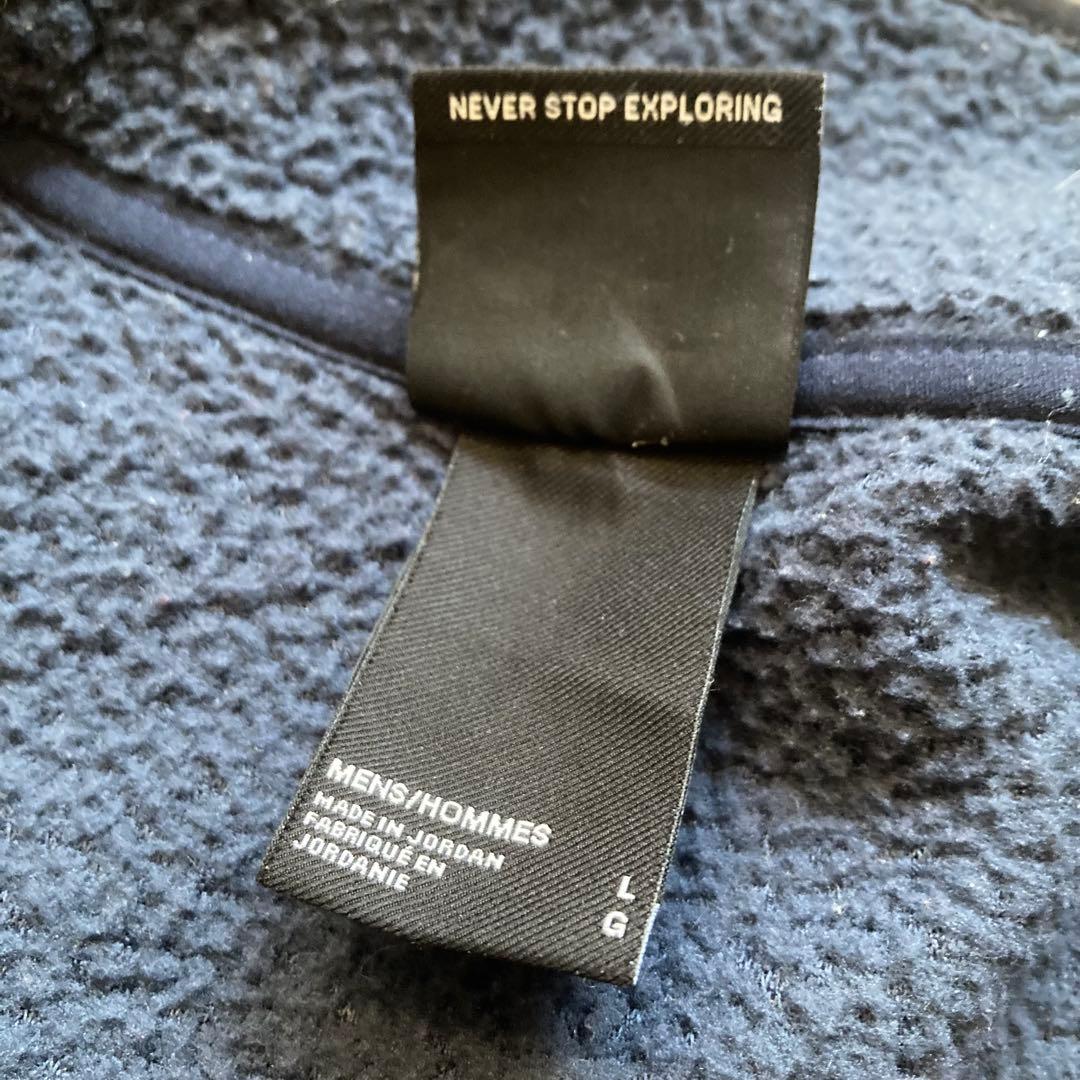 NEVER STOP EXPLORING
MENS/HOMMES
MADE IN JORDAN
FABRIQUÉ EN
JORDANIE
L
G